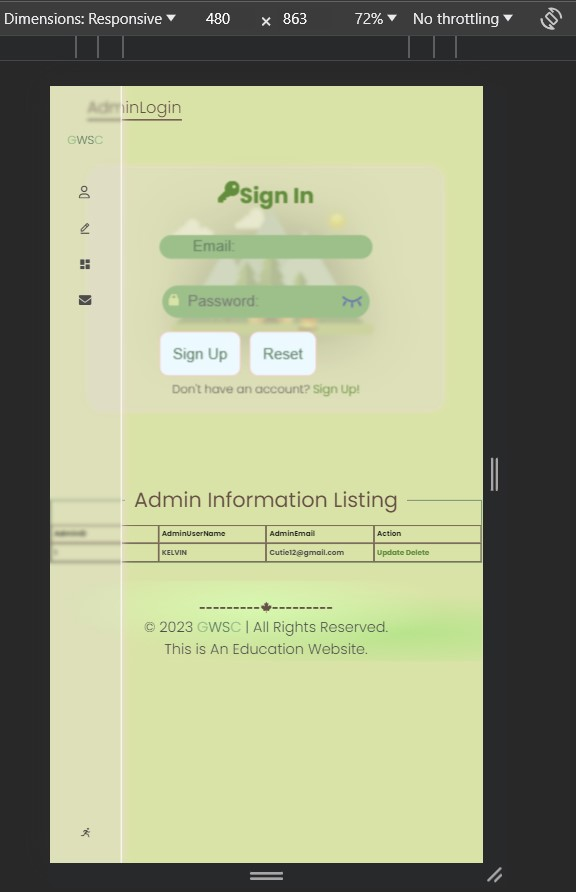 Dimensions: Responsive 480 × 863 72% No throttling
AdminLogin
GWSC
Sign In
Email:
Password:
Sign Up Reset
Don't have an account? Sign Up!
Admin Information Listing
AdminID AdminUserName AdminEmail Action
KELVIN Cutie12@gmail.com Update Delete
---------🍁---------
© 2023 GWSC | All Rights Reserved.
This is An Education Website.